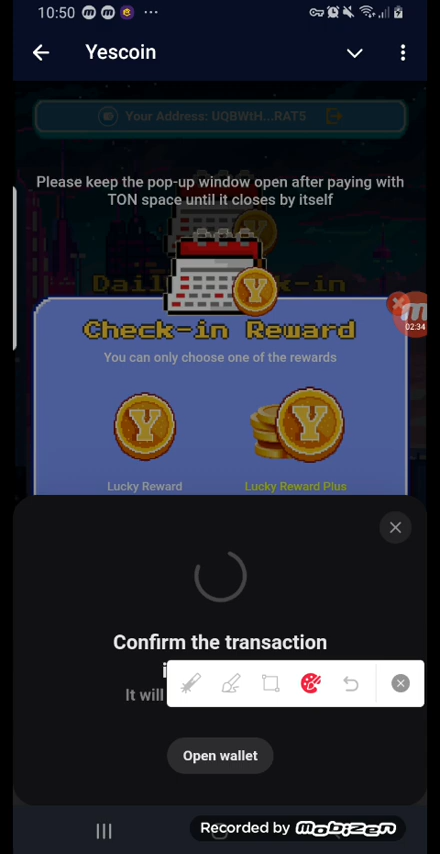 10:50
Yescoin
Your Address: UQBWtH...RAT5
Please keep the pop-up window open after paying with
TON space until it closes by itself
Dail k-in
Check-in Reward
02:34
You can only choose one of the rewards
Lucky Reward
Lucky Reward Plus
Confirm the transaction
It will
Open wallet
Recorded by Mobizen